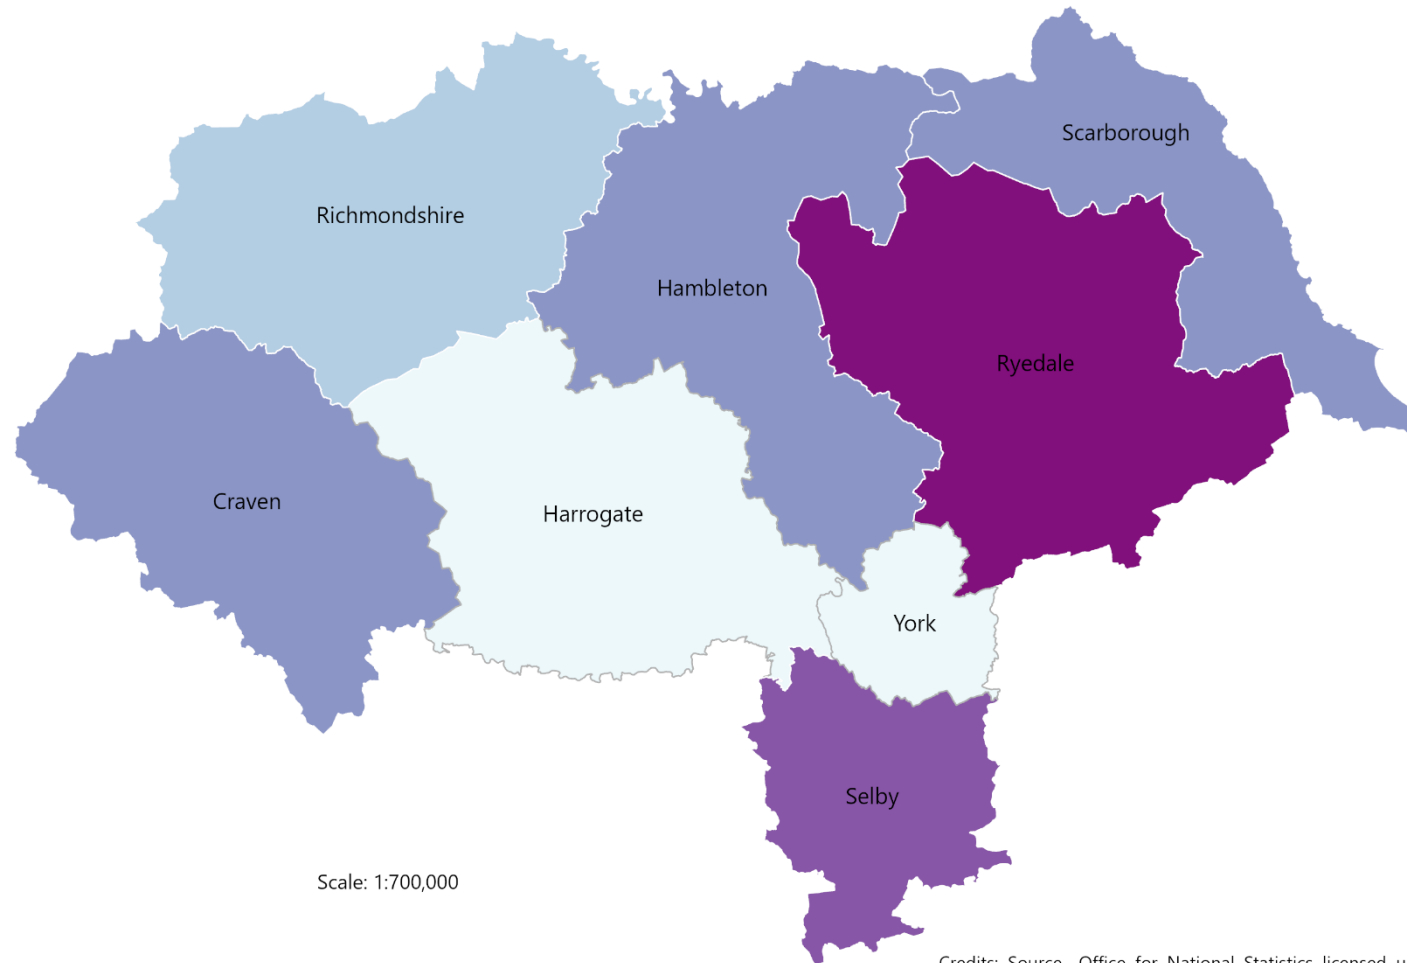 Scarborough
Richmondshire
Hambleton
Ryedale
Craven
Harrogate
York
Selby
Scale: 1:700,000
Credits: Source- Office for National Statistics licensed u